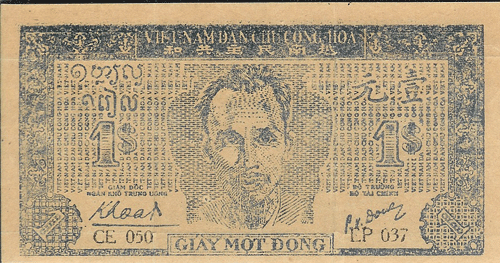 VIỆT-NAM DÂN CHỦ CỘNG HÒA
和共主民南越
元壹
1$
1$
GIÁM ĐỐC
NGÂN KHỐ TRUNG ƯƠNG
BỘ TRƯỞNG
BỘ TÀI CHÍNH
CE 050
LP 037
GIẤY MỘT ĐỒNG